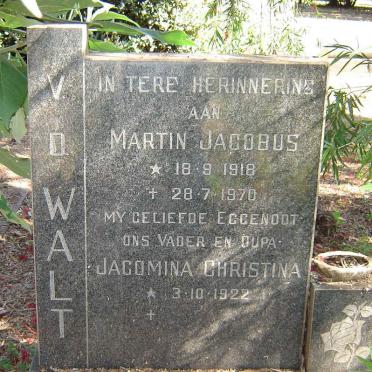 V. D. WALT
IN TERE HERINNERING
AAN
MARTIN JACOBUS
★ 18·9·1918
+ 28·7·1970
MY GELIEFDE EGGENOOT
ONS VADER EN OUPA·
JACOMINA CHRISTINA
★ 3·10·1922
+